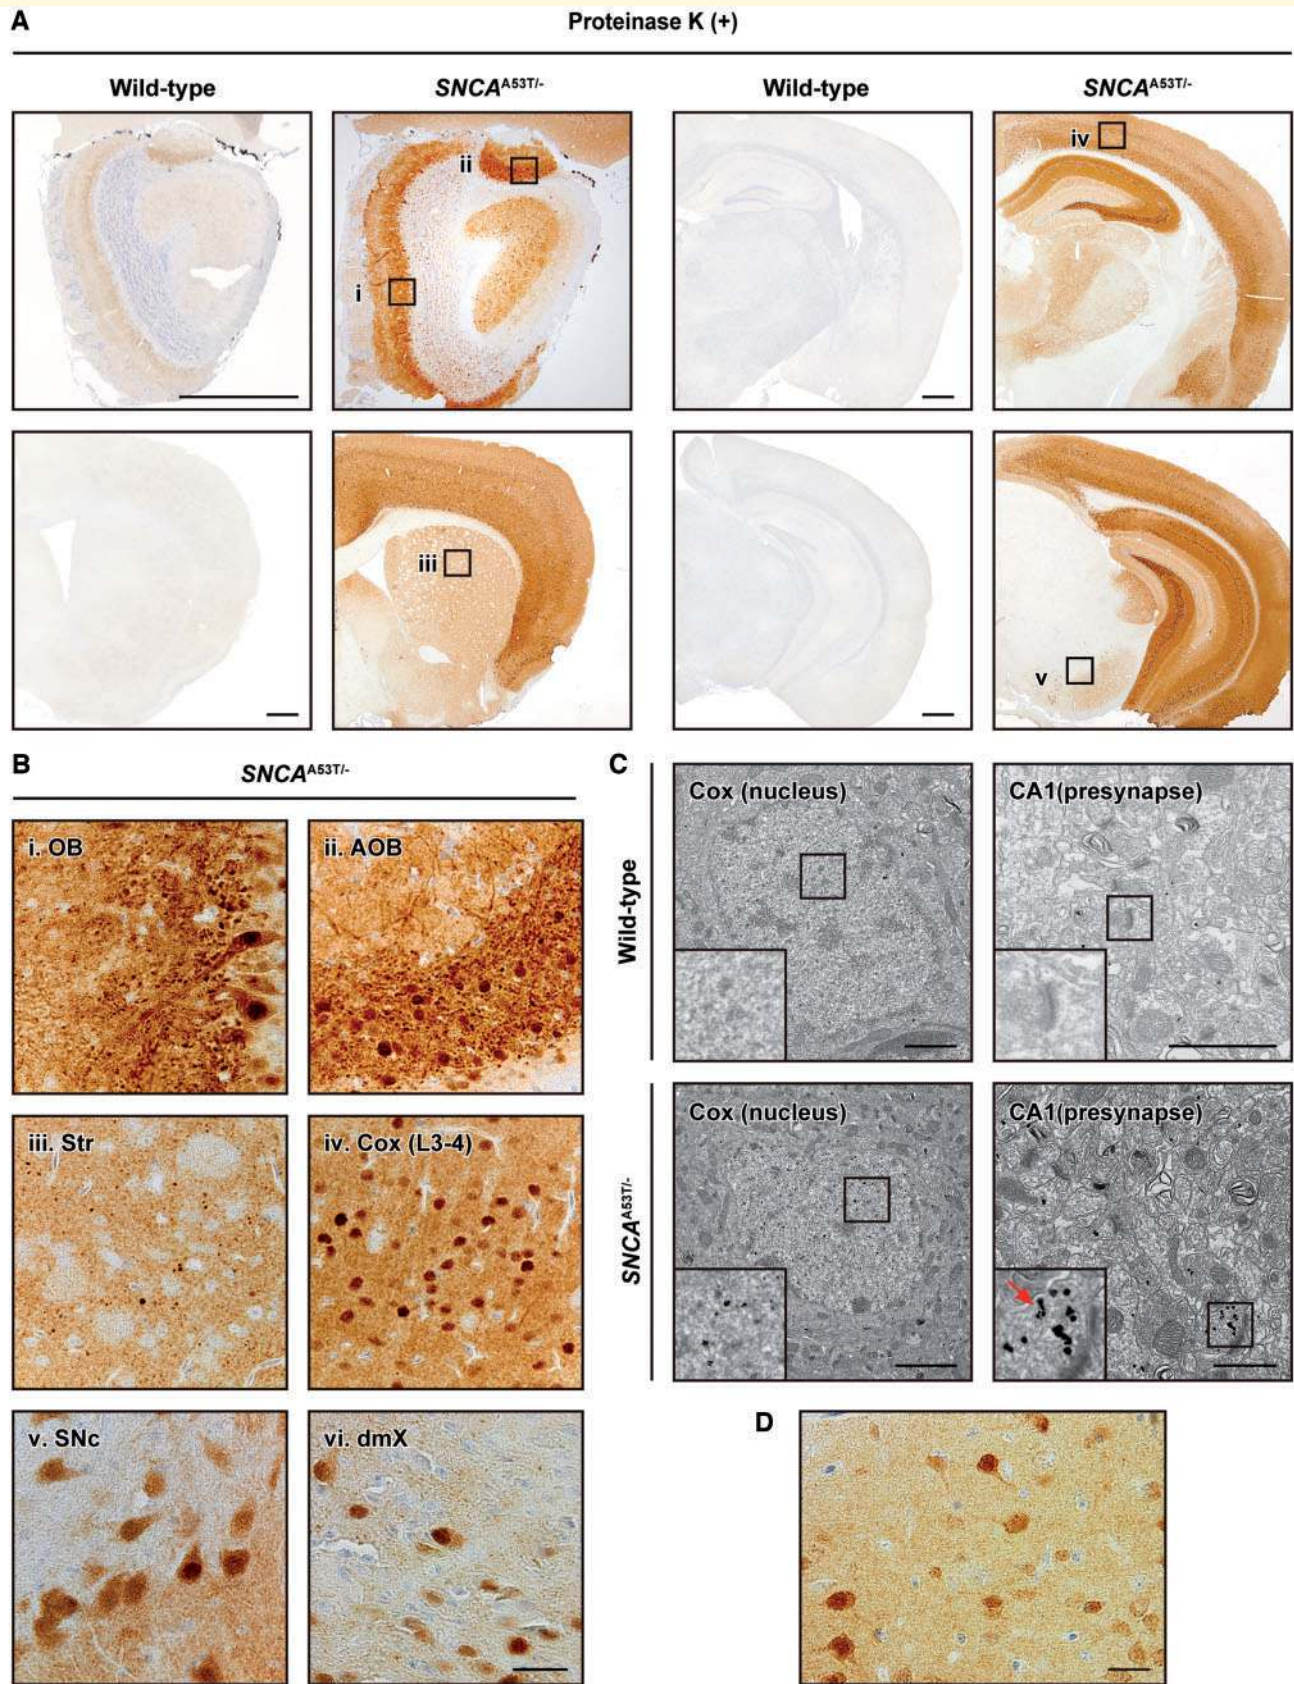 A
Proteinase K (+)
Wild-type
SNCA^A53T/-
Wild-type
SNCA^A53T/-
ii
i
iv
iii
v
B
SNCA^A53T/-
C
i. OB
ii. AOB
iii. Str
iv. Cox (L3-4)
v. SNc
vi. dmX
Wild-type
Cox (nucleus)
CA1(presynapse)
SNCA^A53T/-
Cox (nucleus)
CA1(presynapse)
D